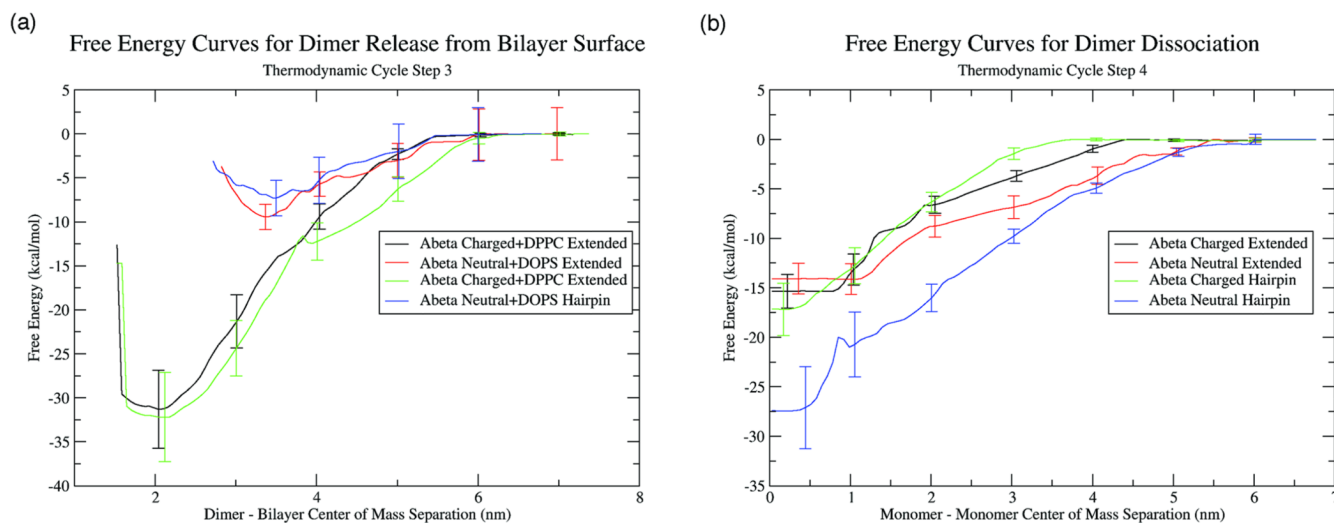 (a)
Free Energy Curves for Dimer Release from Bilayer Surface
Thermodynamic Cycle Step 3
5
0
-5
-10
-15
-20
-25
-30
-35
-40
Free Energy (kcal/mol)
Abeta Charged+DPPC Extended
Abeta Neutral+DOPS Extended
Abeta Charged+DPPC Extended
Abeta Neutral+DOPS Hairpin
2 4 6 8
Dimer - Bilayer Center of Mass Separation (nm)
(b)
Free Energy Curves for Dimer Dissociation
Thermodynamic Cycle Step 4
5
0
-5
-10
-15
-20
-25
-30
-35
Free Energy (kcal/mol)
Abeta Charged Extended
Abeta Neutral Extended
Abeta Charged Hairpin
Abeta Neutral Hairpin
0 1 2 3 4 5 6 7
Monomer - Monomer Center of Mass Separation (nm)